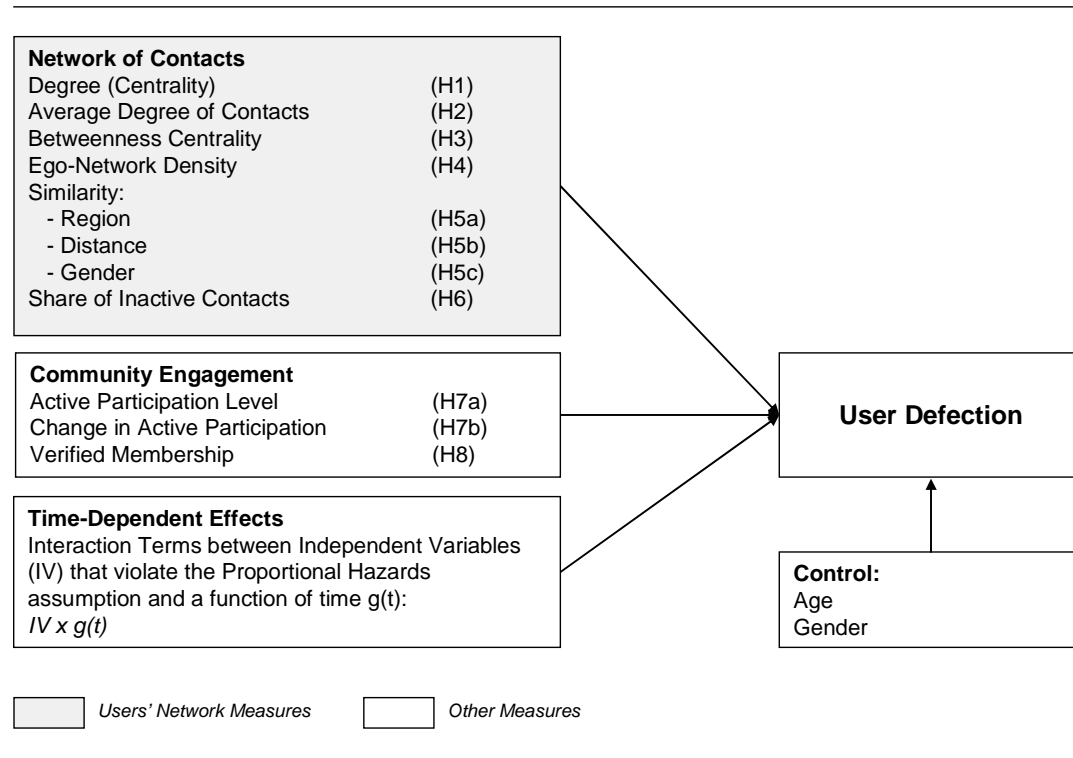 Network of Contacts
Degree (Centrality) (H1)
Average Degree of Contacts (H2)
Betweenness Centrality (H3)
Ego-Network Density (H4)
Similarity:
- Region (H5a)
- Distance (H5b)
- Gender (H5c)
Share of Inactive Contacts (H6)
Community Engagement
Active Participation Level (H7a)
Change in Active Participation (H7b)
Verified Membership (H8)
Time-Dependent Effects
Interaction Terms between Independent Variables
(IV) that violate the Proportional Hazards
assumption and a function of time g(t):
IV x g(t)
User Defection
Control:
Age
Gender
Users' Network Measures
Other Measures